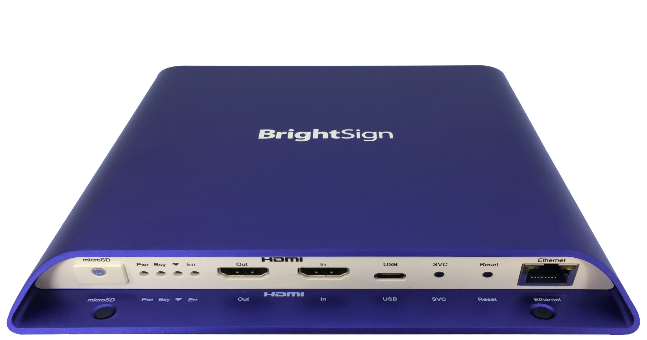 BrightSign
microSD Pwr Bsy Err Out HDMI In USB SVC Reset Ethernet
microSD Pwr Bsy Err Out HDMI In USB SVC Reset Ethernet